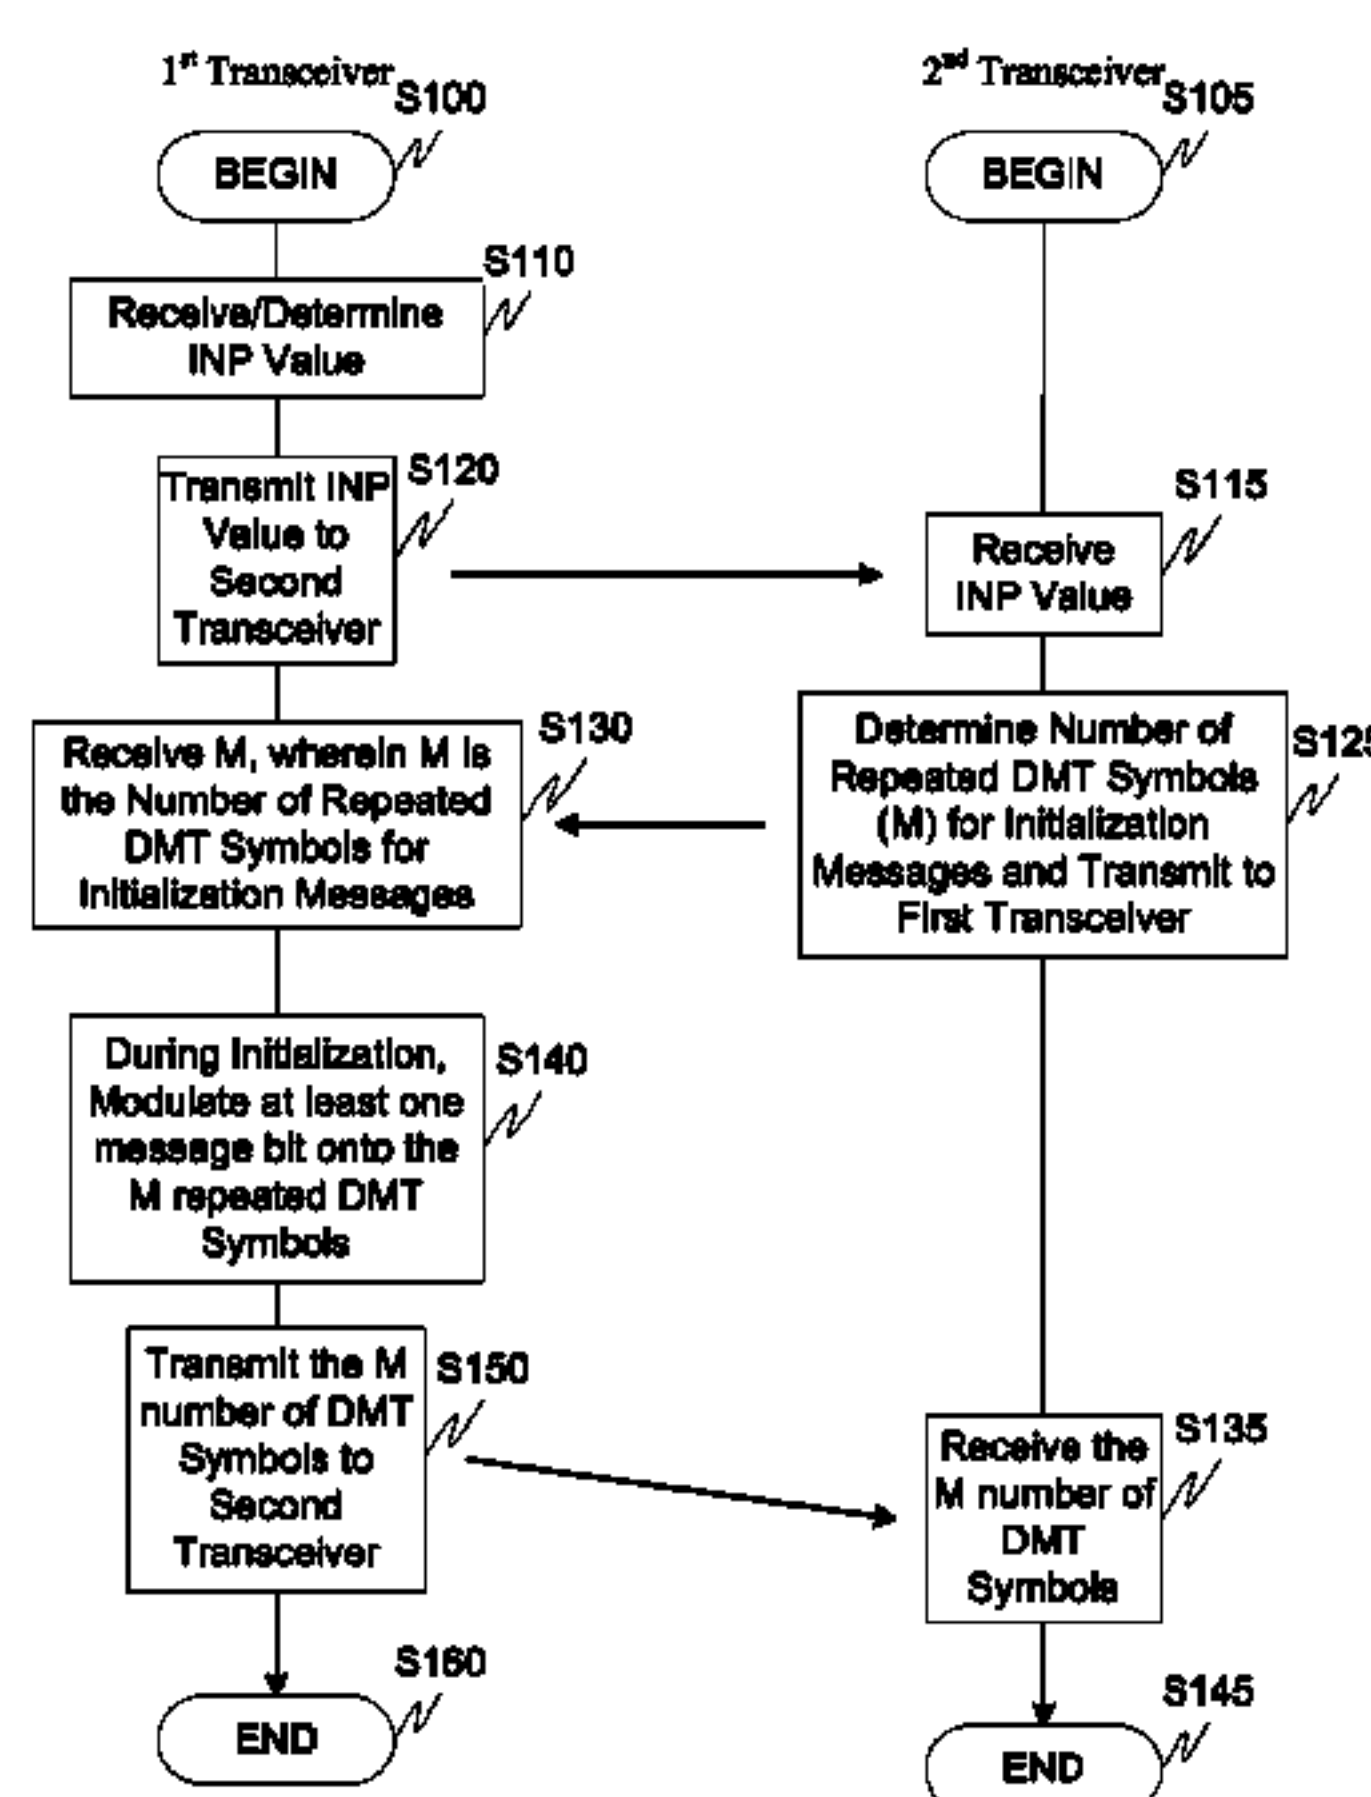 1st Transceiver
S100
BEGIN
S110
Receive/Determine
INP Value
S120
Transmit INP
Value to
Second
Transceiver
S130
Receive M, wherein M is
the Number of Repeated
DMT Symbols for
Initialization Messages
S140
During Initialization,
Modulate at least one
message bit onto the
M repeated DMT
Symbols
S150
Transmit the M
number of DMT
Symbols to
Second
Transceiver
S160
END
2nd Transceiver
S105
BEGIN
S115
Receive
INP Value
S125
Determine Number of
Repeated DMT Symbols
(M) for Initialization
Messages and Transmit to
First Transceiver
S135
Receive the
M number of
DMT
Symbols
S145
END